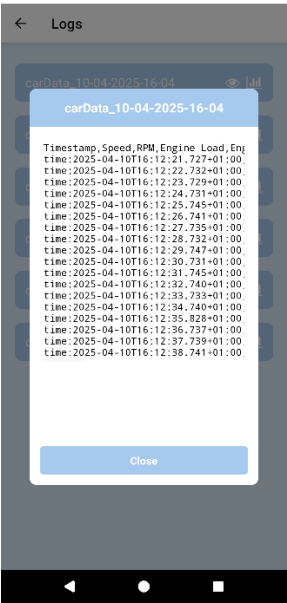 Logs
carData_10-04-2025-16-04
carData_10-04-2025-16-04
Timestamp,Speed,RPM,Engine Load,Eng
time:2025-04-10T16:12:21.727+01:00
time:2025-04-10T16:12:22.732+01:00
time:2025-04-10T16:12:23.729+01:00
time:2025-04-10T16:12:24.731+01:00
time:2025-04-10T16:12:25.745+01:00
time:2025-04-10T16:12:26.741+01:00
time:2025-04-10T16:12:27.735+01:00
time:2025-04-10T16:12:28.732+01:00
time:2025-04-10T16:12:29.747+01:00
time:2025-04-10T16:12:30.731+01:00
time:2025-04-10T16:12:31.745+01:00
time:2025-04-10T16:12:32.740+01:00
time:2025-04-10T16:12:33.733+01:00
time:2025-04-10T16:12:34.740+01:00
time:2025-04-10T16:12:35.828+01:00
time:2025-04-10T16:12:36.737+01:00
time:2025-04-10T16:12:37.739+01:00
time:2025-04-10T16:12:38.741+01:00
Close